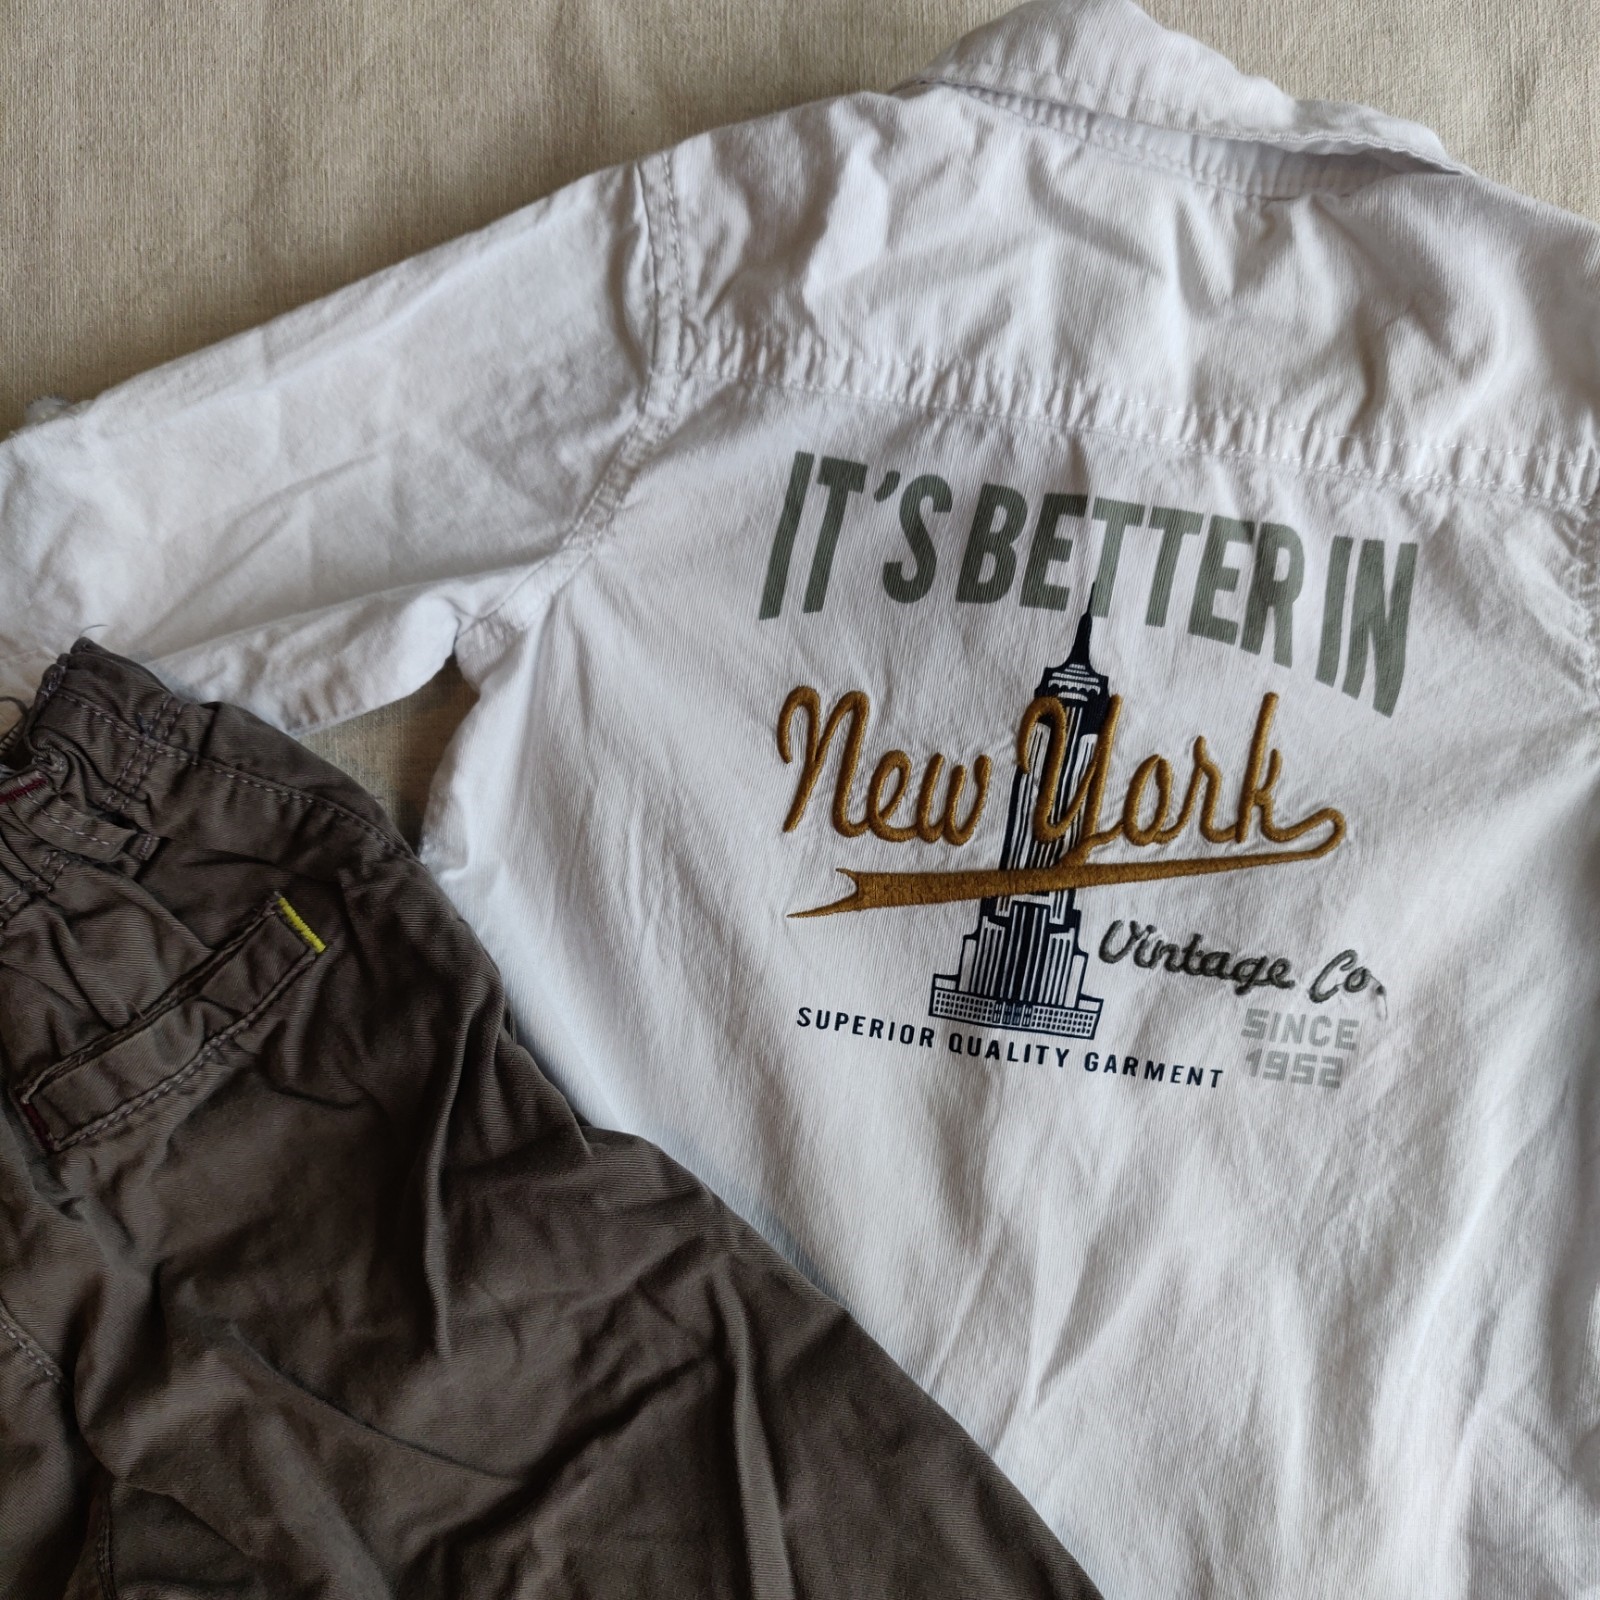 IT'S BETTER IN
New York
Vintage Co.
SUPERIOR QUALITY GARMENT
SINCE
1952